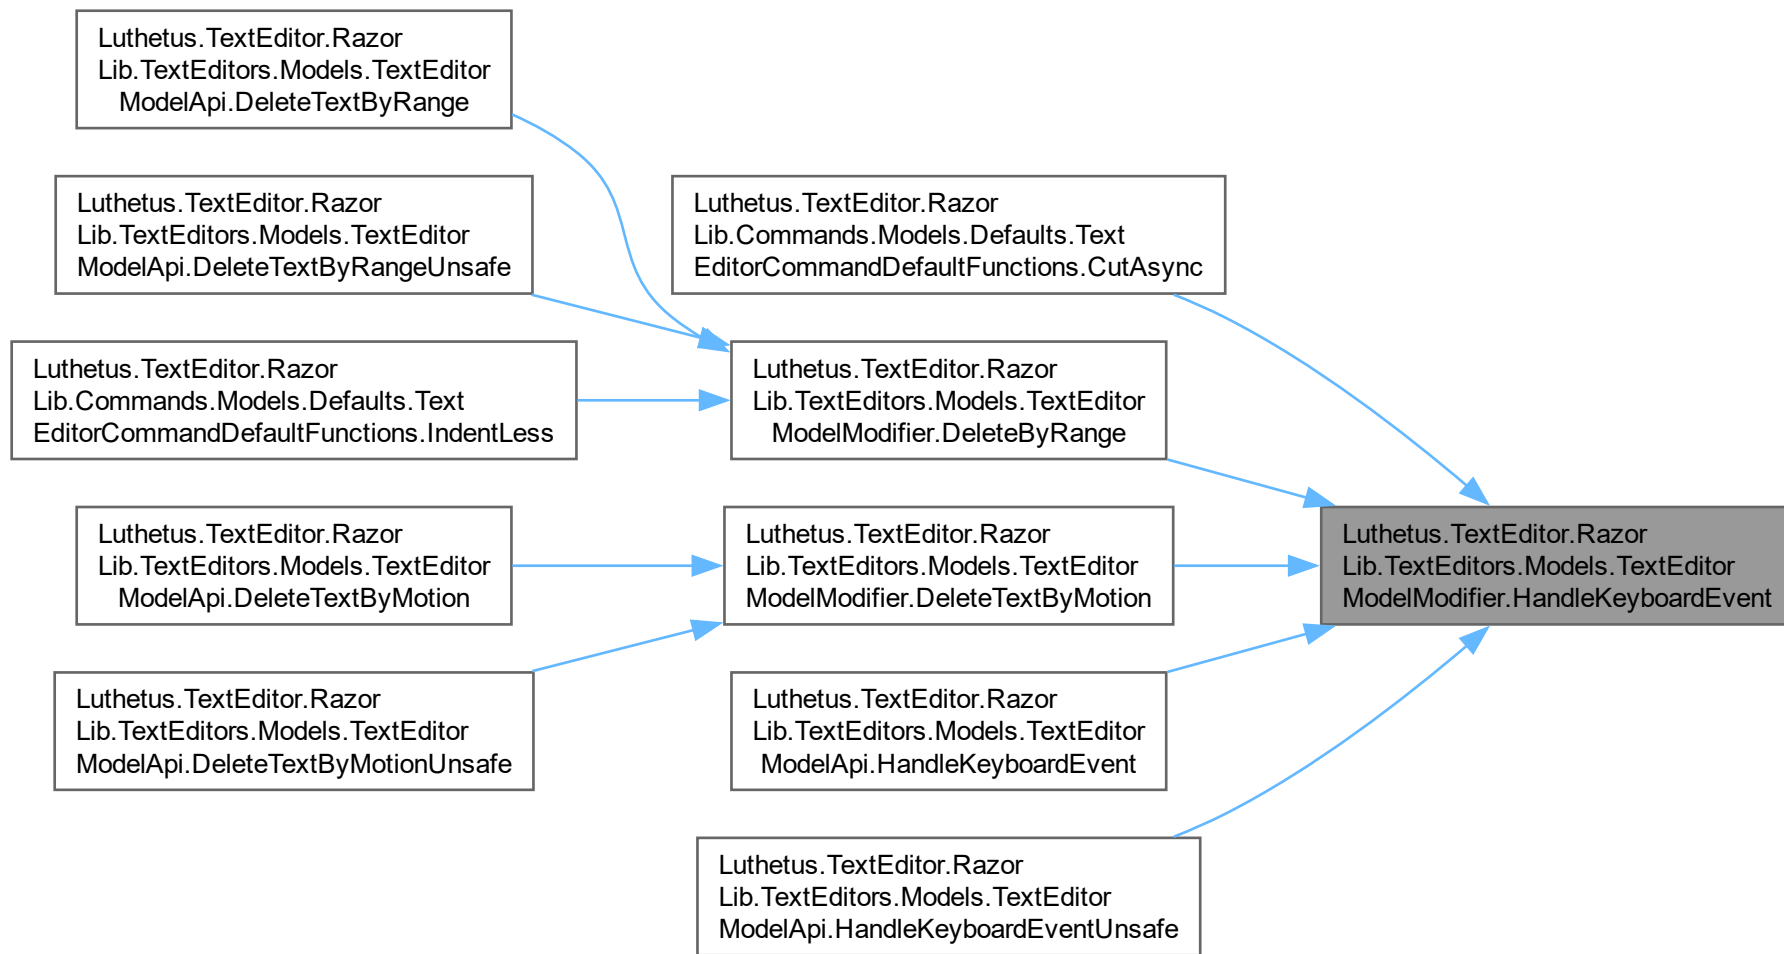 Luthetus.TextEditor.Razor
Lib.TextEditors.Models.TextEditor
ModelApi.DeleteTextByRange
Luthetus.TextEditor.Razor
Lib.TextEditors.Models.TextEditor
ModelApi.DeleteTextByRangeUnsafe
Luthetus.TextEditor.Razor
Lib.Commands.Models.Defaults.Text
EditorCommandDefaultFunctions.CutAsync
Luthetus.TextEditor.Razor
Lib.Commands.Models.Defaults.Text
EditorCommandDefaultFunctions.IndentLess
Luthetus.TextEditor.Razor
Lib.TextEditors.Models.TextEditor
ModelModifier.DeleteByRange
Luthetus.TextEditor.Razor
Lib.TextEditors.Models.TextEditor
ModelApi.DeleteTextByMotion
Luthetus.TextEditor.Razor
Lib.TextEditors.Models.TextEditor
ModelModifier.DeleteTextByMotion
Luthetus.TextEditor.Razor
Lib.TextEditors.Models.TextEditor
ModelModifier.HandleKeyboardEvent
Luthetus.TextEditor.Razor
Lib.TextEditors.Models.TextEditor
ModelApi.DeleteTextByMotionUnsafe
Luthetus.TextEditor.Razor
Lib.TextEditors.Models.TextEditor
ModelApi.HandleKeyboardEvent
Luthetus.TextEditor.Razor
Lib.TextEditors.Models.TextEditor
ModelApi.HandleKeyboardEventUnsafe